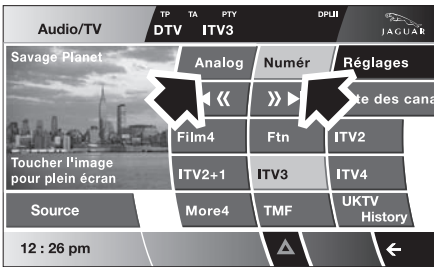 Audio/TV
TP TA PTY DPLII
DTV ITV3
JAGUAR
Savage Planet
Analog Numér Réglages
te des cana
Film4 Ftn ITV2
Toucher l'image
pour plein écran
ITV2+1 ITV3 ITV4
Source
More4 TMF UKTV
History
12 : 26 pm